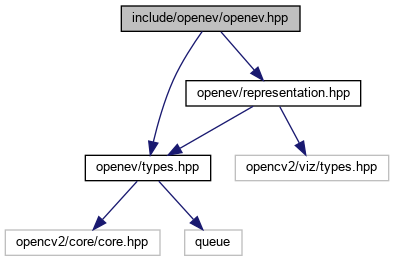 include/openev/openev.hpp
openev/representation.hpp
openev/types.hpp
opencv2/viz/types.hpp
opencv2/core/core.hpp
queue